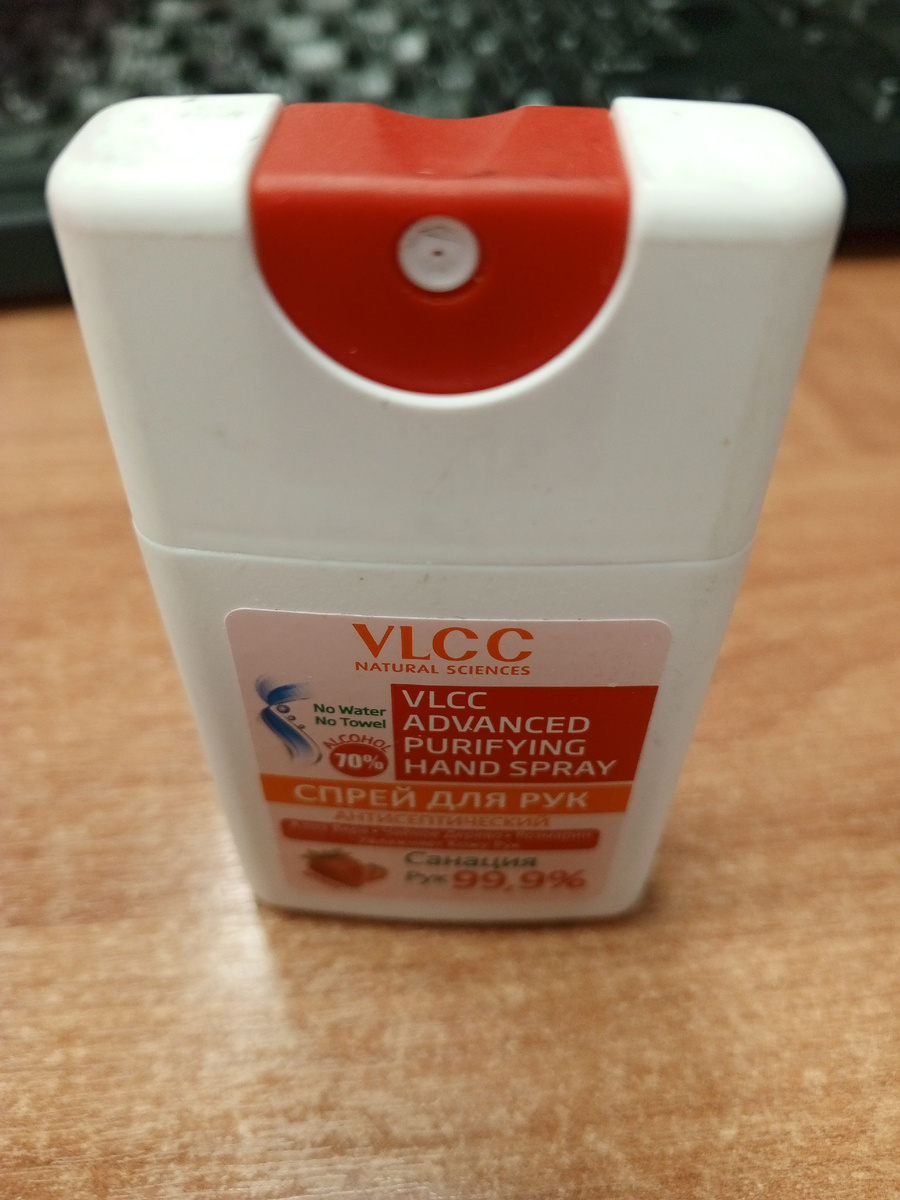 VLCC
NATURAL SCIENCES
No Water
No Towel
ALCOHOL
70%
VLCC
ADVANCED
PURIFYING
HAND SPRAY
СПРЕЙ ДЛЯ РУК
АНТИСЕПТИЧЕСКИЙ
Санация
Рук 99,9%